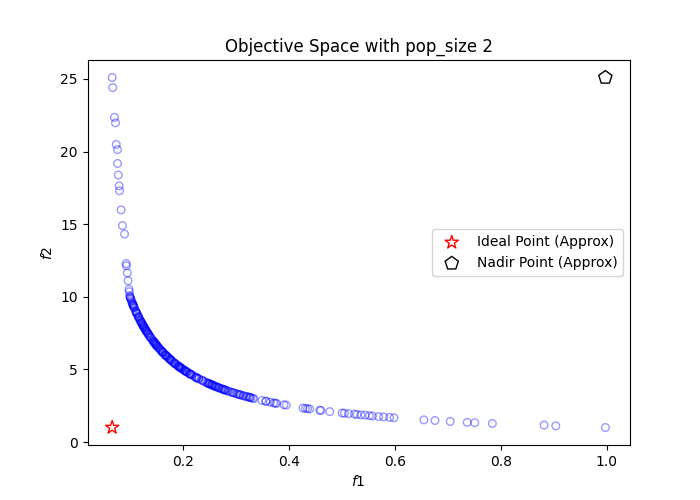 Objective Space with pop_size 2
25
20
15
10
5
0
f2
Ideal Point (Approx)
Nadir Point (Approx)
0.2 0.4 0.6 0.8 1.0
f1